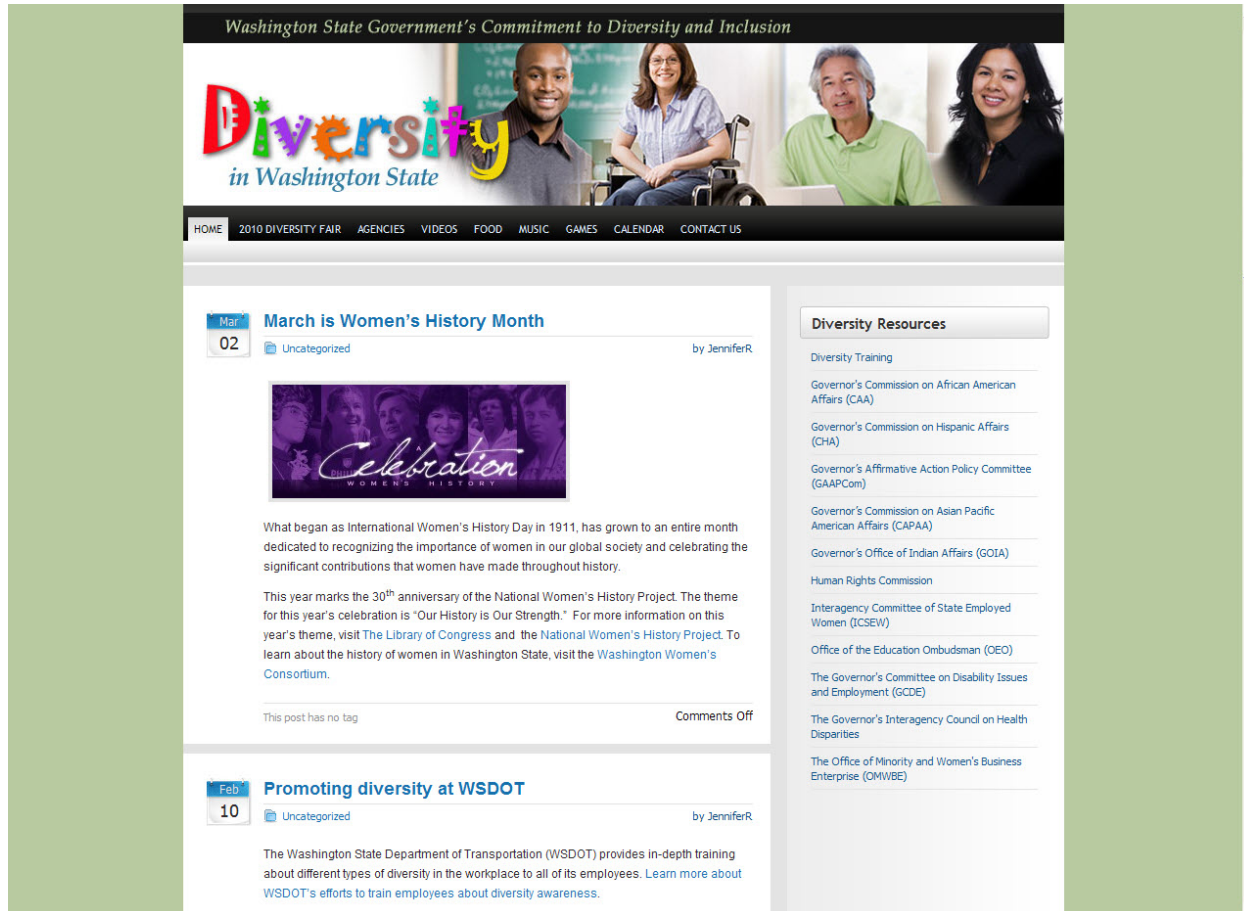 Washington State Government's Commitment to Diversity and Inclusion
Diversity
in Washington State
HOME 2010 DIVERSITY FAIR AGENCIES VIDEOS FOOD MUSIC GAMES CALENDAR CONTACT US
Mar
02
March is Women's History Month
Uncategorized
by JenniferR
A
Celebration
WOMEN'S HISTORY
What began as International Women's History Day in 1911, has grown to an entire month
dedicated to recognizing the importance of women in our global society and celebrating the
significant contributions that women have made throughout history.
This year marks the 30th anniversary of the National Women's History Project. The theme
for this year's celebration is “Our History is Our Strength.” For more information on this
year's theme, visit The Library of Congress and the National Women's History Project. To
learn about the history of women in Washington State, visit the Washington Women's
Consortium.
This post has no tag
Comments Off
Feb
10
Promoting diversity at WSDOT
Uncategorized
by JenniferR
The Washington State Department of Transportation (WSDOT) provides in-depth training
about different types of diversity in the workplace to all of its employees. Learn more about
WSDOT's efforts to train employees about diversity awareness.
Diversity Resources
Diversity Training
Governor's Commission on African American
Affairs (CAA)
Governor's Commission on Hispanic Affairs
(CHA)
Governor's Affirmative Action Policy Committee
(GAAPCom)
Governor's Commission on Asian Pacific
American Affairs (CAPAA)
Governor's Office of Indian Affairs (GOIA)
Human Rights Commission
Interagency Committee of State Employed
Women (ICSEW)
Office of the Education Ombudsman (OEO)
The Governor's Committee on Disability Issues
and Employment (GCDE)
The Governor's Interagency Council on Health
Disparities
The Office of Minority and Women's Business
Enterprise (OMWBE)